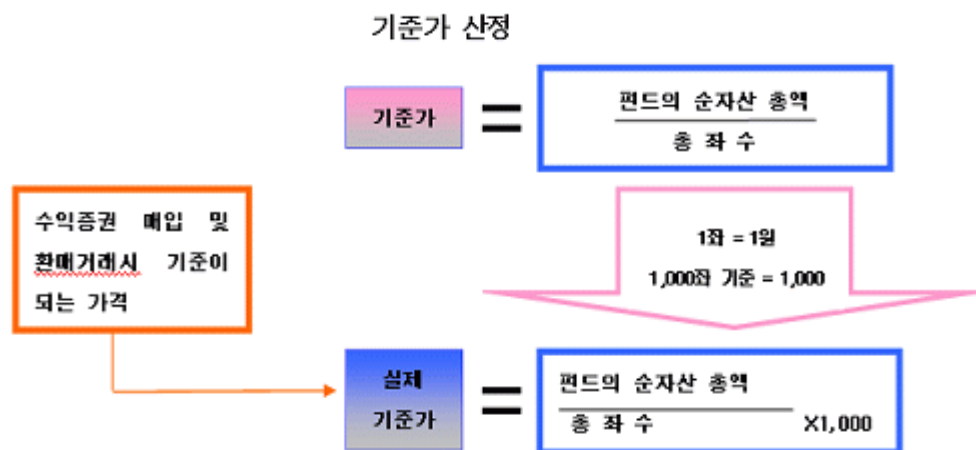 기준가 산정
기준가
=
펀드의 순자산 총액
총 좌 수
수익증권 매입 및
환매거래시 기준이
되는 가격
1좌 = 1원
1,000좌 기준 = 1,000
실제
기준가
=
펀드의 순자산 총액
총 좌 수 X1,000